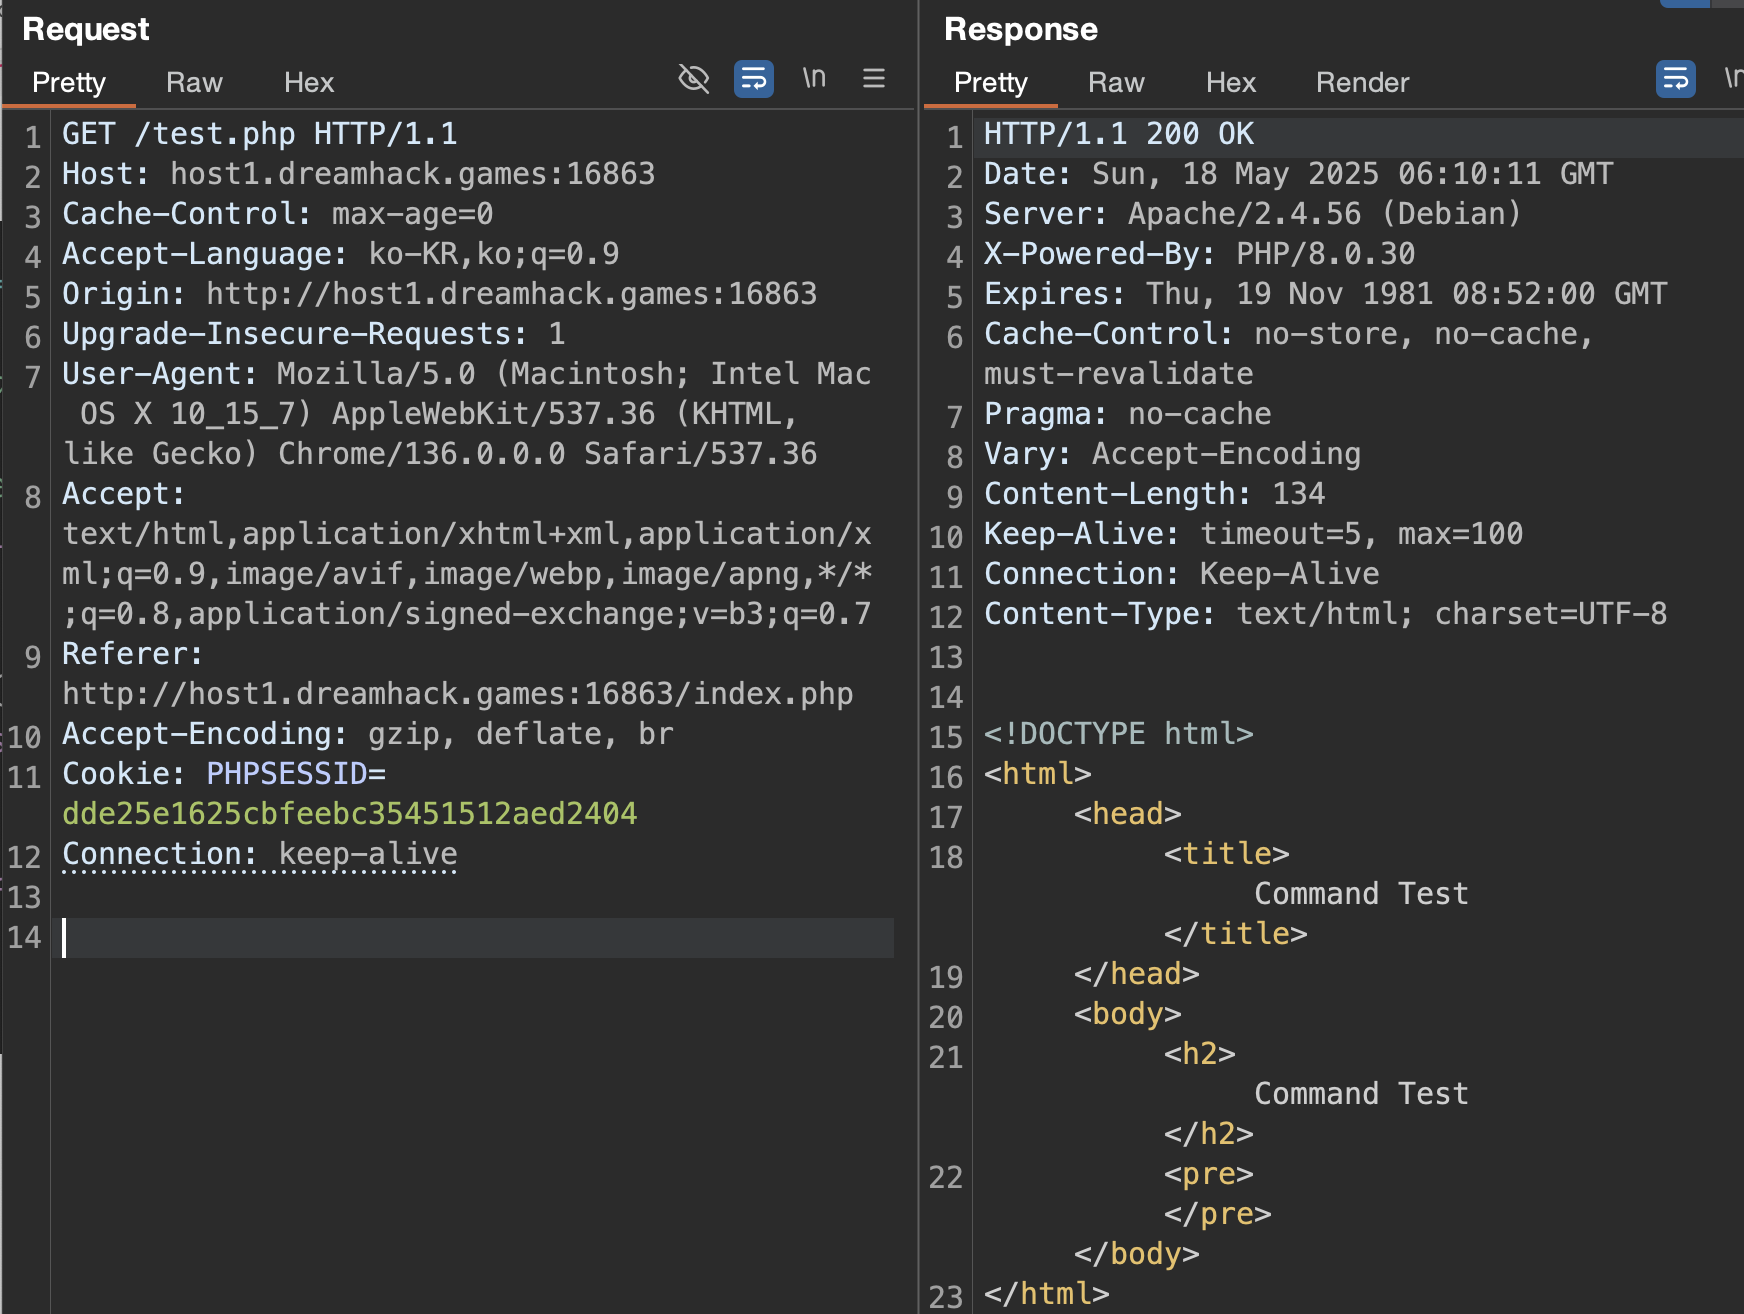 Request
Pretty Raw Hex \n
1 GET /test.php HTTP/1.1
2 Host: host1.dreamhack.games:16863
3 Cache-Control: max-age=0
4 Accept-Language: ko-KR,ko;q=0.9
5 Origin: http://host1.dreamhack.games:16863
6 Upgrade-Insecure-Requests: 1
7 User-Agent: Mozilla/5.0 (Macintosh; Intel Mac
OS X 10_15_7) AppleWebKit/537.36 (KHTML,
like Gecko) Chrome/136.0.0.0 Safari/537.36
8 Accept:
text/html,application/xhtml+xml,application/x
ml;q=0.9,image/avif,image/webp,image/apng,*/*
;q=0.8,application/signed-exchange;v=b3;q=0.7
9 Referer:
http://host1.dreamhack.games:16863/index.php
10 Accept-Encoding: gzip, deflate, br
11 Cookie: PHPSESSID=
dde25e1625cbfeebc35451512aed2404
12 Connection: keep-alive
13
14
Response
Pretty Raw Hex Render \n
1 HTTP/1.1 200 OK
2 Date: Sun, 18 May 2025 06:10:11 GMT
3 Server: Apache/2.4.56 (Debian)
4 X-Powered-By: PHP/8.0.30
5 Expires: Thu, 19 Nov 1981 08:52:00 GMT
6 Cache-Control: no-store, no-cache,
must-revalidate
7 Pragma: no-cache
8 Vary: Accept-Encoding
9 Content-Length: 134
10 Keep-Alive: timeout=5, max=100
11 Connection: Keep-Alive
12 Content-Type: text/html; charset=UTF-8
13
14
15 <!DOCTYPE html>
16 <html>
17 <head>
18 <title>
Command Test
</title>
19 </head>
20 <body>
21 <h2>
Command Test
</h2>
22 <pre>
</pre>
</body>
23 </html>